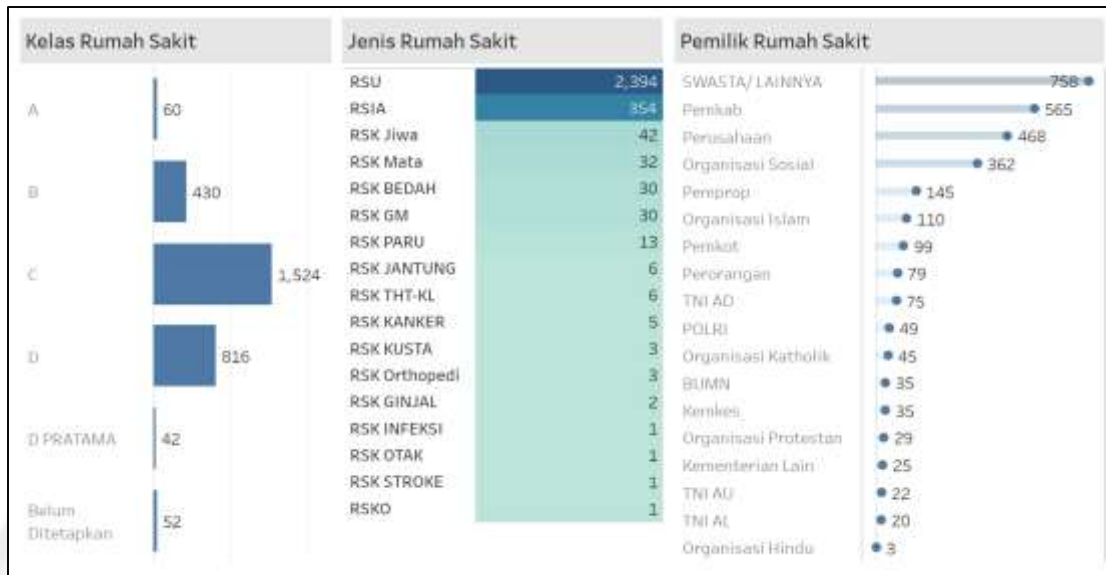 Kelas Rumah Sakit
A 60
B 430
C 1,524
D 816
D PRATAMA 42
Belum
Ditetapkan 52
Jenis Rumah Sakit
RSU 2,394
RSIA 354
RSK Jiwa 42
RSK Mata 32
RSK BEDAH 30
RSK GM 30
RSK PARU 13
RSK JANTUNG 6
RSK THT-KL 6
RSK KANKER 5
RSK KUSTA 3
RSK Orthopedi 3
RSK GINJAL 2
RSK INFEKSI 1
RSK OTAK 1
RSK STROKE 1
RSKO 1
Pemilik Rumah Sakit
SWASTA/ LAINNYA 758
Pemkab 565
Perusahaan 468
Organisasi Sosial 362
Pemprop 145
Organisasi Islam 110
Pemkot 99
Perorangan 79
TNI AD 75
POLRI 49
Organisasi Katholik 45
BUMN 35
Kemkes 35
Organisasi Protestan 29
Kementerian Lain 25
TNI AU 22
TNI AL 20
Organisasi Hindu 3